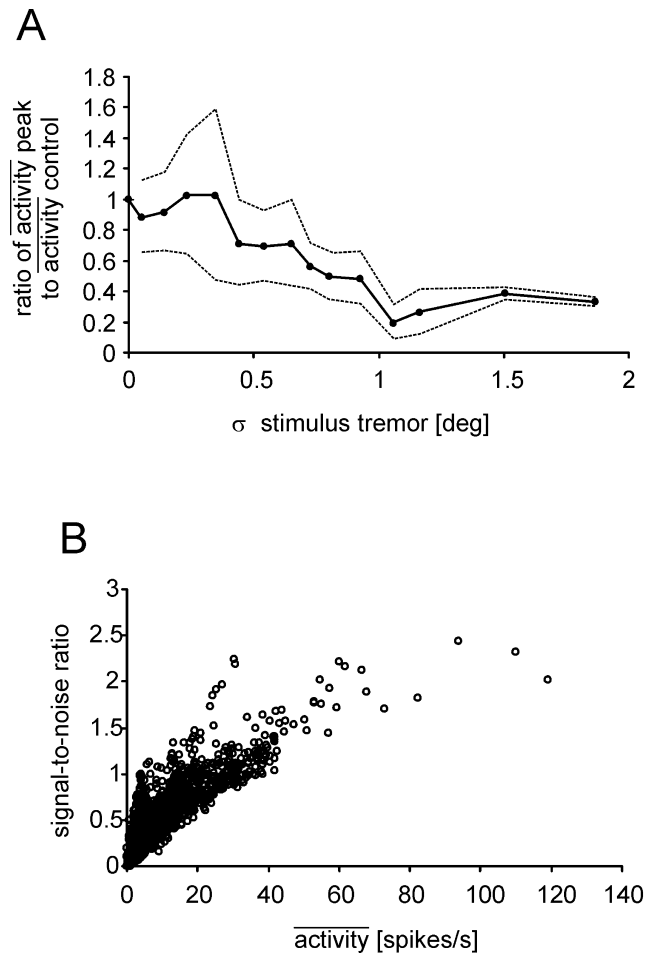 A
1.8
1.6
1.4
1.2
1
0.8
0.6
0.4
0.2
0
ratio of activity peak
to activity control
0 0.5 1 1.5 2
σ stimulus tremor [deg]
B
3
2.5
2
1.5
1
0.5
0
signal-to-noise ratio
0 20 40 60 80 100 120 140
activity [spikes/s]